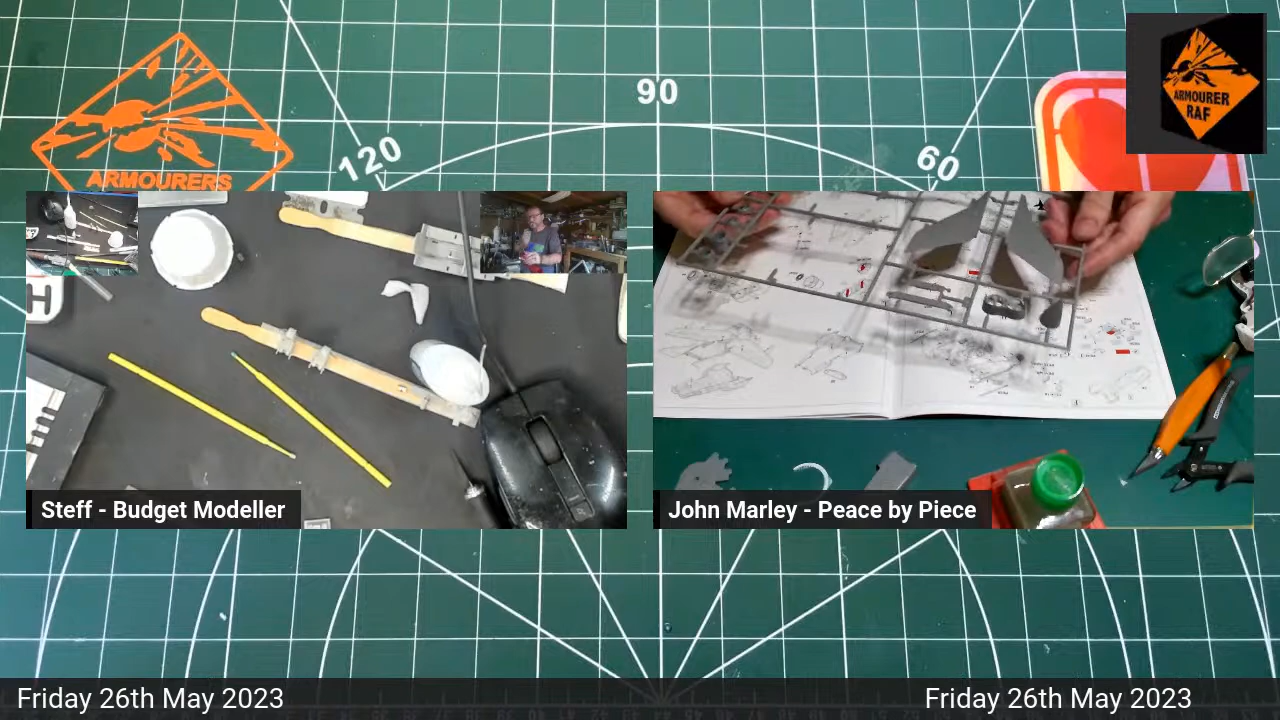 90
120
60
ARMOURERS
ARMOURER
RAF
H
Steff - Budget Modeller
John Marley - Peace by Piece
Friday 26th May 2023
Friday 26th May 2023